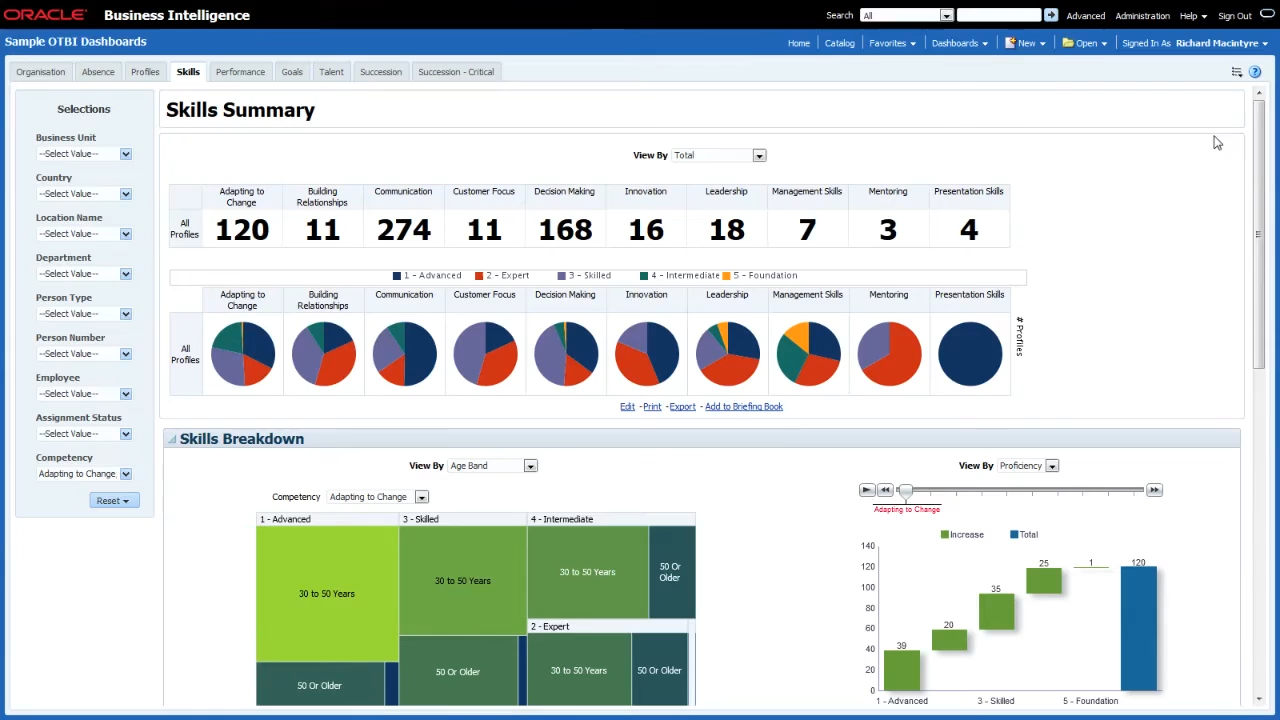 ORACLE Business Intelligence
Search All Advanced Administration Help Sign Out
Sample OTBI Dashboards
Home Catalog Favorites Dashboards New Open Signed In As Richard Macintyre
Organisation Absence Profiles Skills Performance Goals Talent Succession Succession - Critical
Selections
Business Unit
--Select Value--
Country
--Select Value--
Location Name
--Select Value--
Department
--Select Value--
Person Type
--Select Value--
Person Number
--Select Value--
Employee
--Select Value--
Assignment Status
--Select Value--
Competency
Adapting to Change
Reset
Skills Summary
View By Total
Adapting to Change Building Relationships Communication Customer Focus Decision Making Innovation Leadership Management Skills Mentoring Presentation Skills
All Profiles 120 11 274 11 168 16 18 7 3 4
1 - Advanced 2 - Expert 3 - Skilled 4 - Intermediate 5 - Foundation
Adapting to Change Building Relationships Communication Customer Focus Decision Making Innovation Leadership Management Skills Mentoring Presentation Skills
All Profiles
# Profiles
Edit - Print - Export - Add to Briefing Book
Skills Breakdown
View By Age Band
Competency Adapting to Change
1 - Advanced 3 - Skilled 4 - Intermediate
30 to 50 Years
30 to 50 Years
30 to 50 Years
50 Or Older
2 - Expert
50 Or Older
50 Or Older
30 to 50 Years
50 Or Older
View By Proficiency
Adapting to Change
Increase Total
140
120
100
80
60
40
20
0
39
20
35
25
1
120
1 - Advanced 3 - Skilled 5 - Foundation